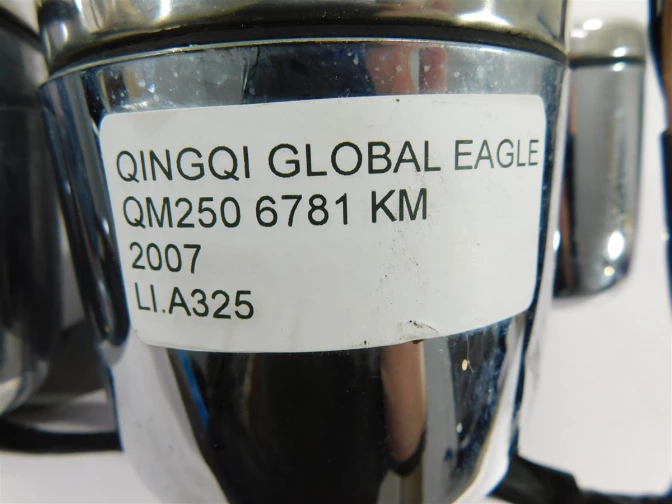 QINGQI GLOBAL EAGLE
QM250 6781 KM
2007
LI.A325